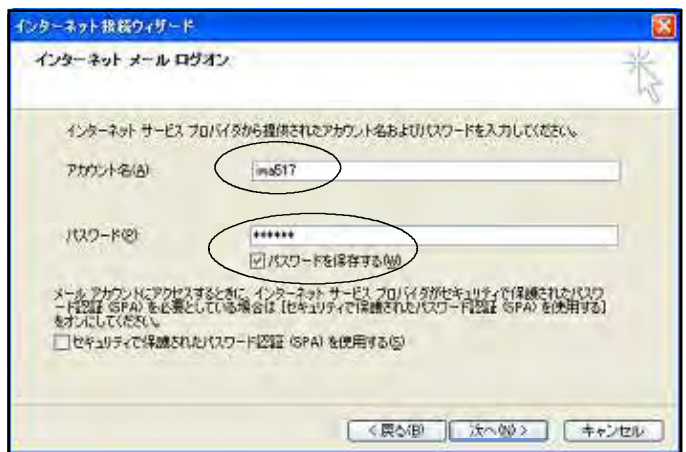 インターネット接続ウィザード
インターネット メール ログオン
インターネット サービス プロバイダから提供されたアカウント名およびパスワードを入力してください。
アカウント名(A)
ima517
パスワード(P)
******
パスワードを保存する(W)
メール アカウントにアクセスするときに、インターネット サービス プロバイダがセキュリティで保護されたパスワ
ード認証 (SPA) を必要としている場合は [セキュリティで保護されたパスワード認証 (SPA) を使用する]
をオンにしてください。
セキュリティで保護されたパスワード認証 (SPA) を使用する(S)
< 戻る(B)
次へ(N) >
キャンセル